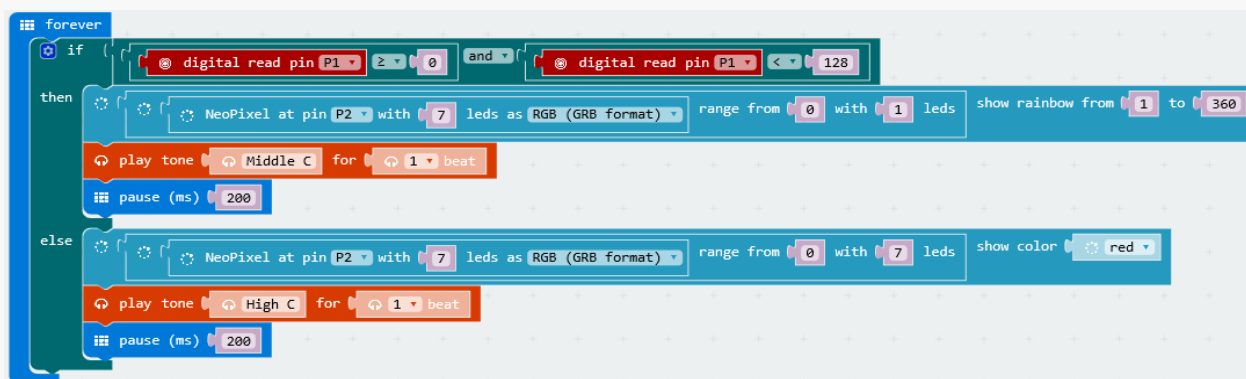 forever
if digital read pin P1 ≥ 0 and digital read pin P1 < 128
then NeoPixel at pin P2 with 7 leds as RGB (GRB format) range from 0 with 1 leds show rainbow from 1 to 360
play tone Middle C for 1 beat
pause (ms) 200
else NeoPixel at pin P2 with 7 leds as RGB (GRB format) range from 0 with 7 leds show color red
play tone High C for 1 beat
pause (ms) 200